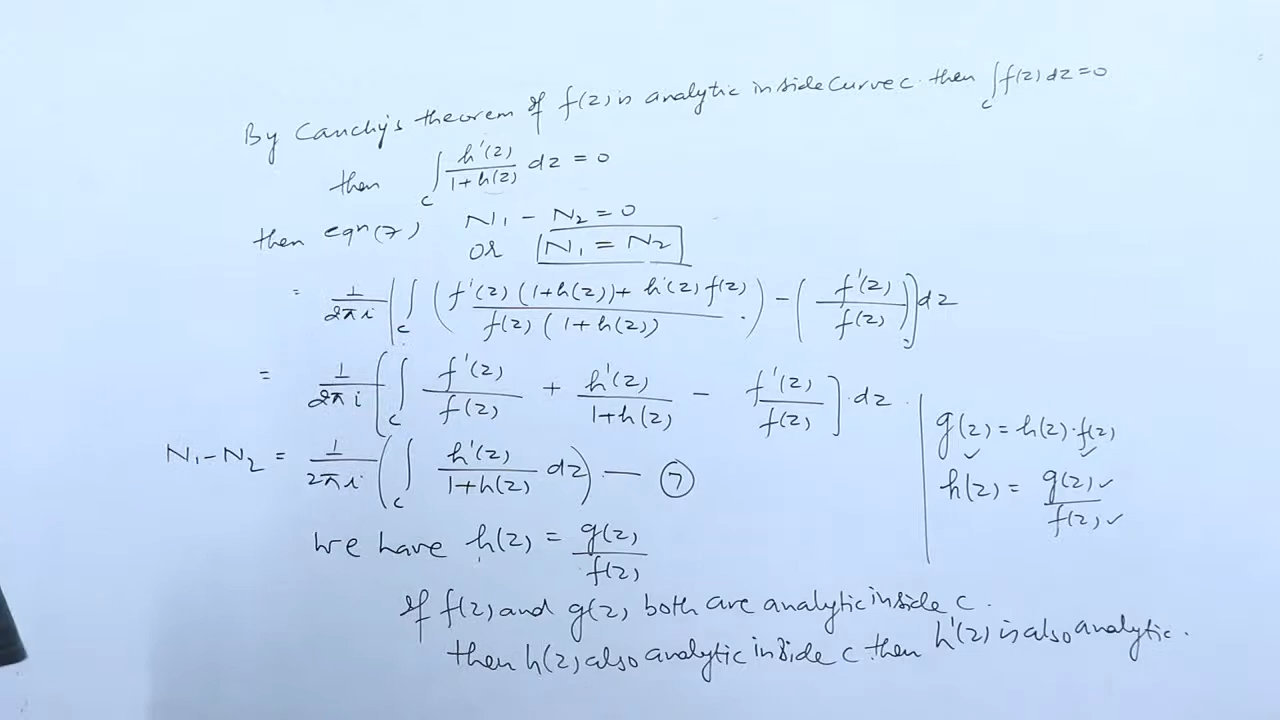 By Cauchy's theorem If f(z) is analytic inside curve c. then ∫_c f(z) dz = 0
then ∫_c h'(z)/(1+h(z)) dz = 0
then eqn (7) N₁ - N₂ = 0
or N₁ = N₂
= 1/(2πi) [∫_c (f'(z)(1+h(z)) + h'(z) f(z) / f(z)(1+h(z))) - (f'(z)/f(z))] dz
= 1/(2πi) [∫_c f'(z)/f(z) + h'(z)/(1+h(z)) - f'(z)/f(z)] dz
N₁-N₂ = 1/(2πi) (∫_c h'(z)/(1+h(z)) dz) — ⑦
g(z) = h(z)·f(z)
✓ ✓
h(z) = g(z)✓/f(z)✓
We have h(z) = g(z)/f(z)
If f(z) and g(z) both are analytic inside c.
then h(z) also analytic inside c then h'(z) is also analytic.